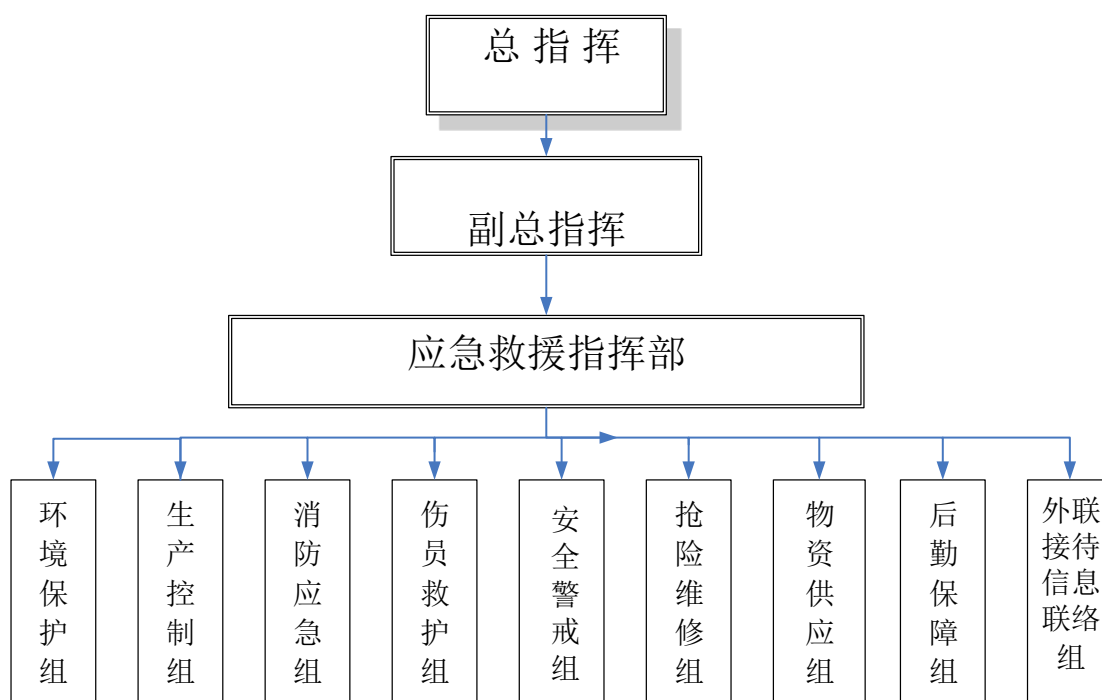 总 指 挥
副总指挥
应急救援指挥部
环境保护组
生产控制组
消防应急组
伤员救护组
安全警戒组
抢险维修组
物资供应组
后勤保障组
外联接待信息联络组